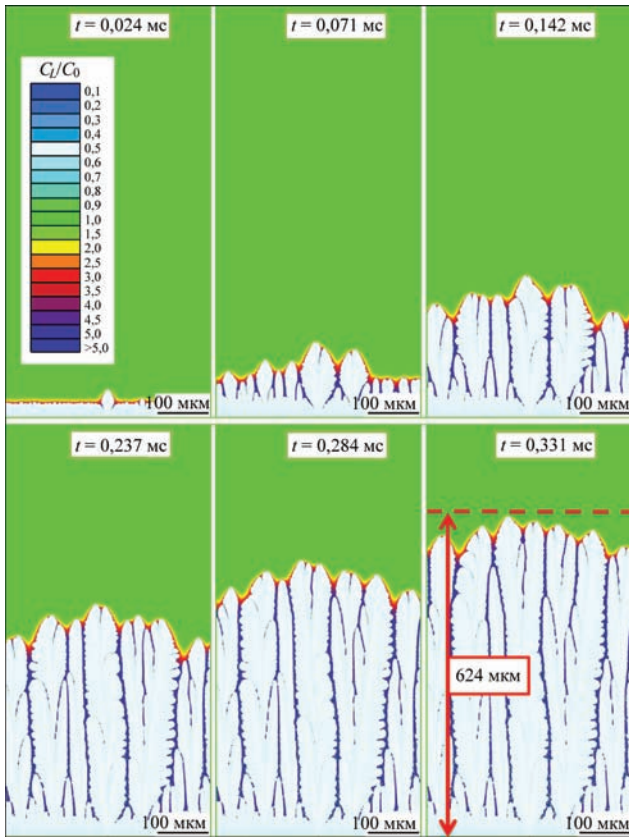 t = 0,024 мс
t = 0,071 мс
t = 0,142 мс
C_L/C_0
0,1
0,2
0,3
0,4
0,5
0,6
0,7
0,8
0,9
1,0
1,5
2,0
2,5
3,0
3,5
4,0
4,5
5,0
>5,0
100 мкм
100 мкм
100 мкм
t = 0,237 мс
t = 0,284 мс
t = 0,331 мс
624 мкм
100 мкм
100 мкм
100 мкм